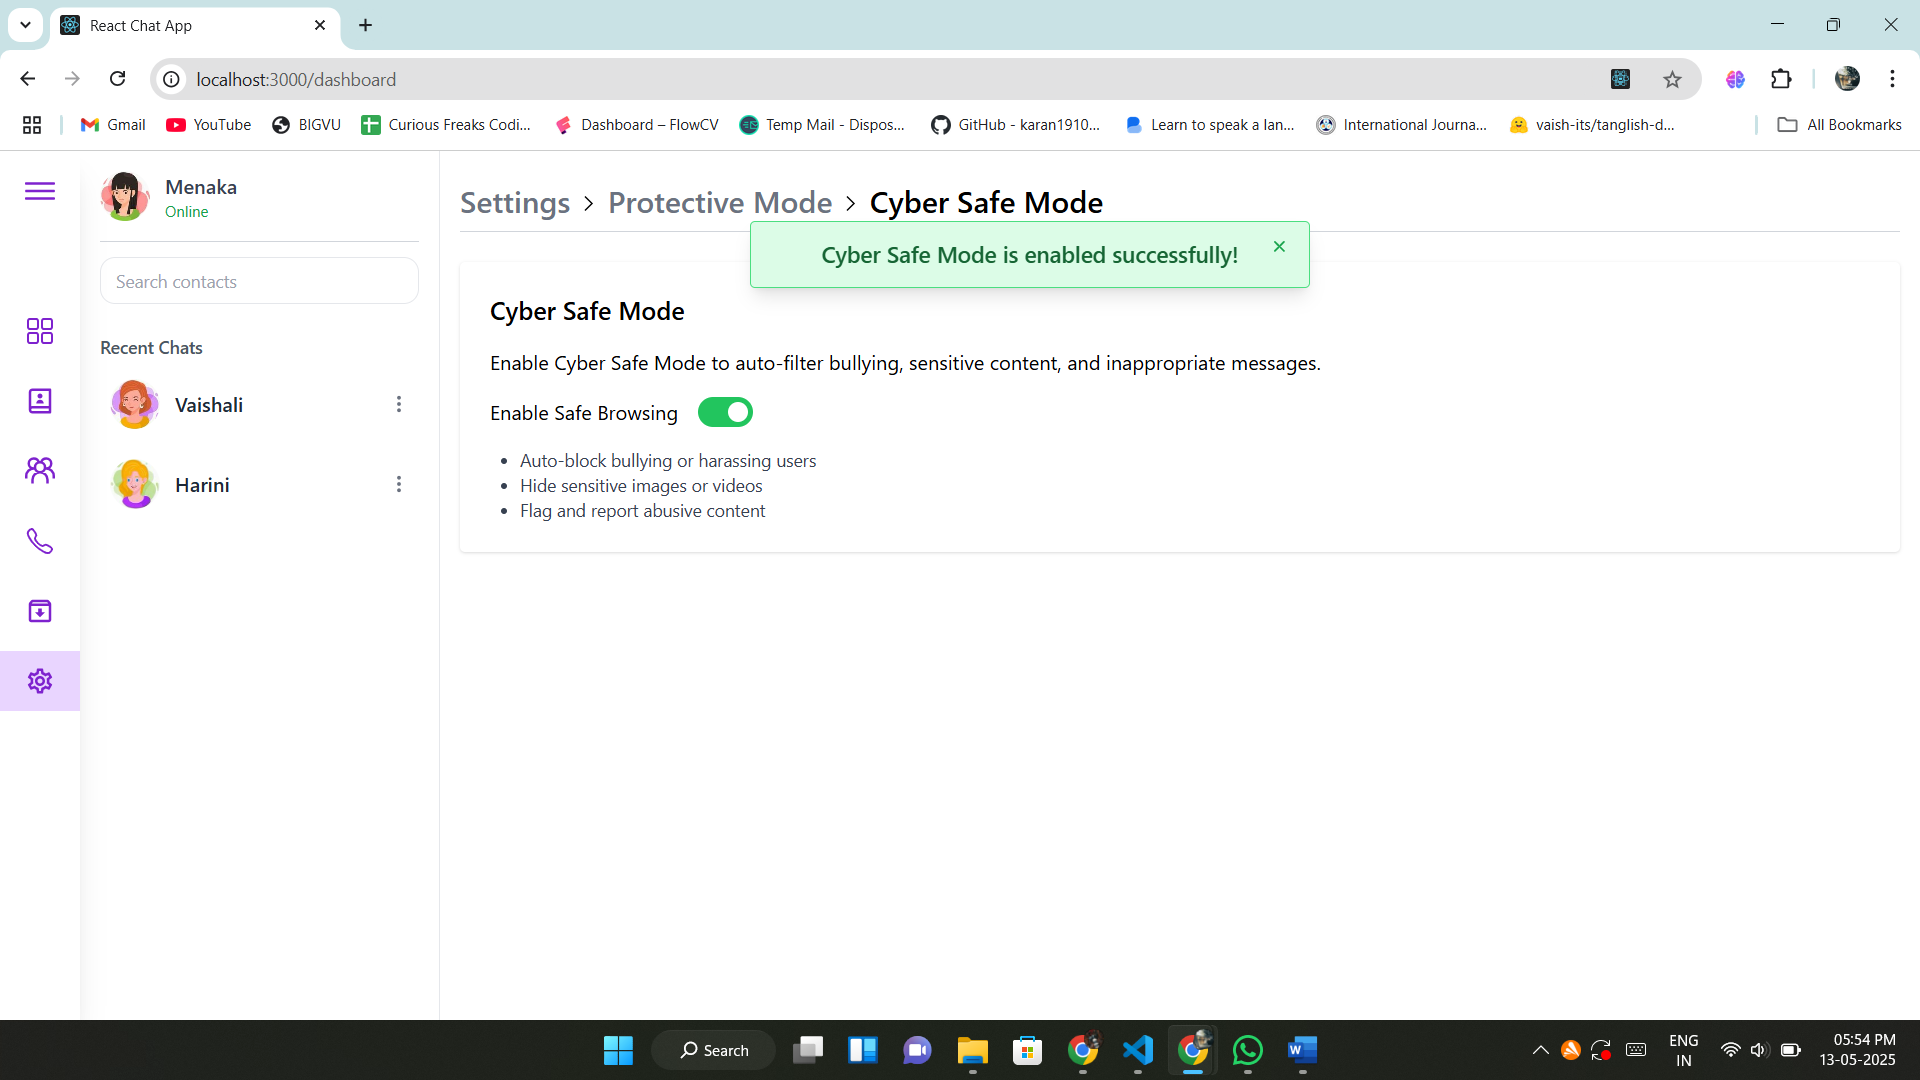 React Chat App
localhost:3000/dashboard
Gmail
YouTube
BIGVU
Curious Freaks Codi...
Dashboard – FlowCV
Temp Mail - Dispos...
GitHub - karan1910...
Learn to speak a lan...
International Journa...
vaish-its/tanglish-d...
All Bookmarks
Menaka
Online
Search contacts
Recent Chats
Vaishali
Harini
Settings > Protective Mode > Cyber Safe Mode
Cyber Safe Mode is enabled successfully!
Cyber Safe Mode
Enable Cyber Safe Mode to auto-filter bullying, sensitive content, and inappropriate messages.
Enable Safe Browsing
• Auto-block bullying or harassing users
• Hide sensitive images or videos
• Flag and report abusive content
Search
ENG
IN
05:54 PM
13-05-2025